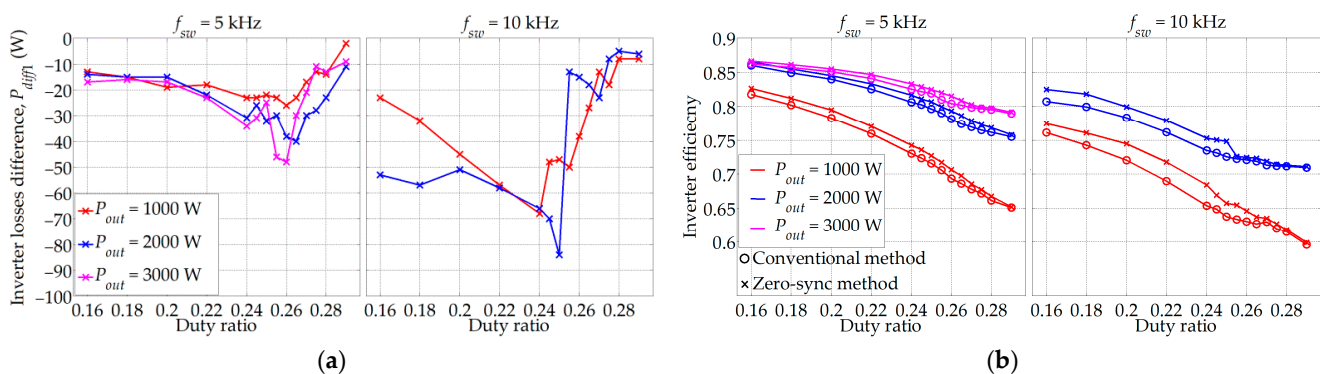 f_sw = 5 kHz
f_sw = 10 kHz
Inverter losses difference, P_diff1 (W)
0
−10
−20
−30
−40
−50
−60
−70
−80
−90
−100
P_out = 1000 W
P_out = 2000 W
P_out = 3000 W
0.16 0.18 0.2 0.22 0.24 0.26 0.28
0.16 0.18 0.20 0.22 0.24 0.26 0.28
Duty ratio
Duty ratio
(a)
f_sw = 5 kHz
f_sw = 10 kHz
Inverter efficiecny
0.9
0.85
0.8
0.75
0.7
0.65
0.6
P_out = 1000 W
P_out = 2000 W
P_out = 3000 W
Conventional method
Zero-sync method
0.16 0.18 0.2 0.22 0.24 0.26 0.28
0.16 0.18 0.20 0.22 0.24 0.26 0.28
Duty ratio
Duty ratio
(b)